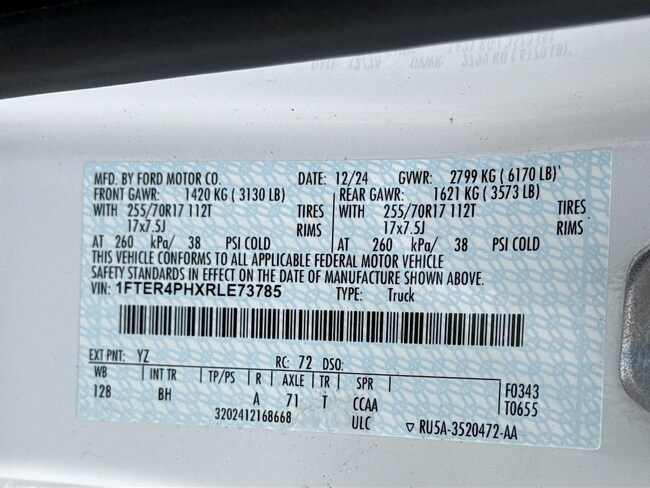 MFD. BY FORD MOTOR CO. DATE: 12/24 GVWR: 2799 KG ( 6170 LB)
FRONT GAWR: 1420 KG ( 3130 LB) REAR GAWR: 1621 KG ( 3573 LB)
WITH 255/70R17 112T TIRES WITH 255/70R17 112T TIRES
17x7.5J RIMS 17x7.5J RIMS
AT 260 kPa/ 38 PSI COLD AT 260 kPa/ 38 PSI COLD
THIS VEHICLE CONFORMS TO ALL APPLICABLE FEDERAL MOTOR VEHICLE
SAFETY STANDARDS IN EFFECT ON THE DATE OF MANUFACTURE SHOWN ABOVE.
VIN: 1FTER4PHXRLE73785 TYPE: Truck
EXT PNT: YZ RC: 72 DSO:
WB INT TR TP/PS R AXLE TR SPR F0343
128 BH A 71 T CCAA T0655
3202412168668 ULC ▽ RU5A-3520472-AA